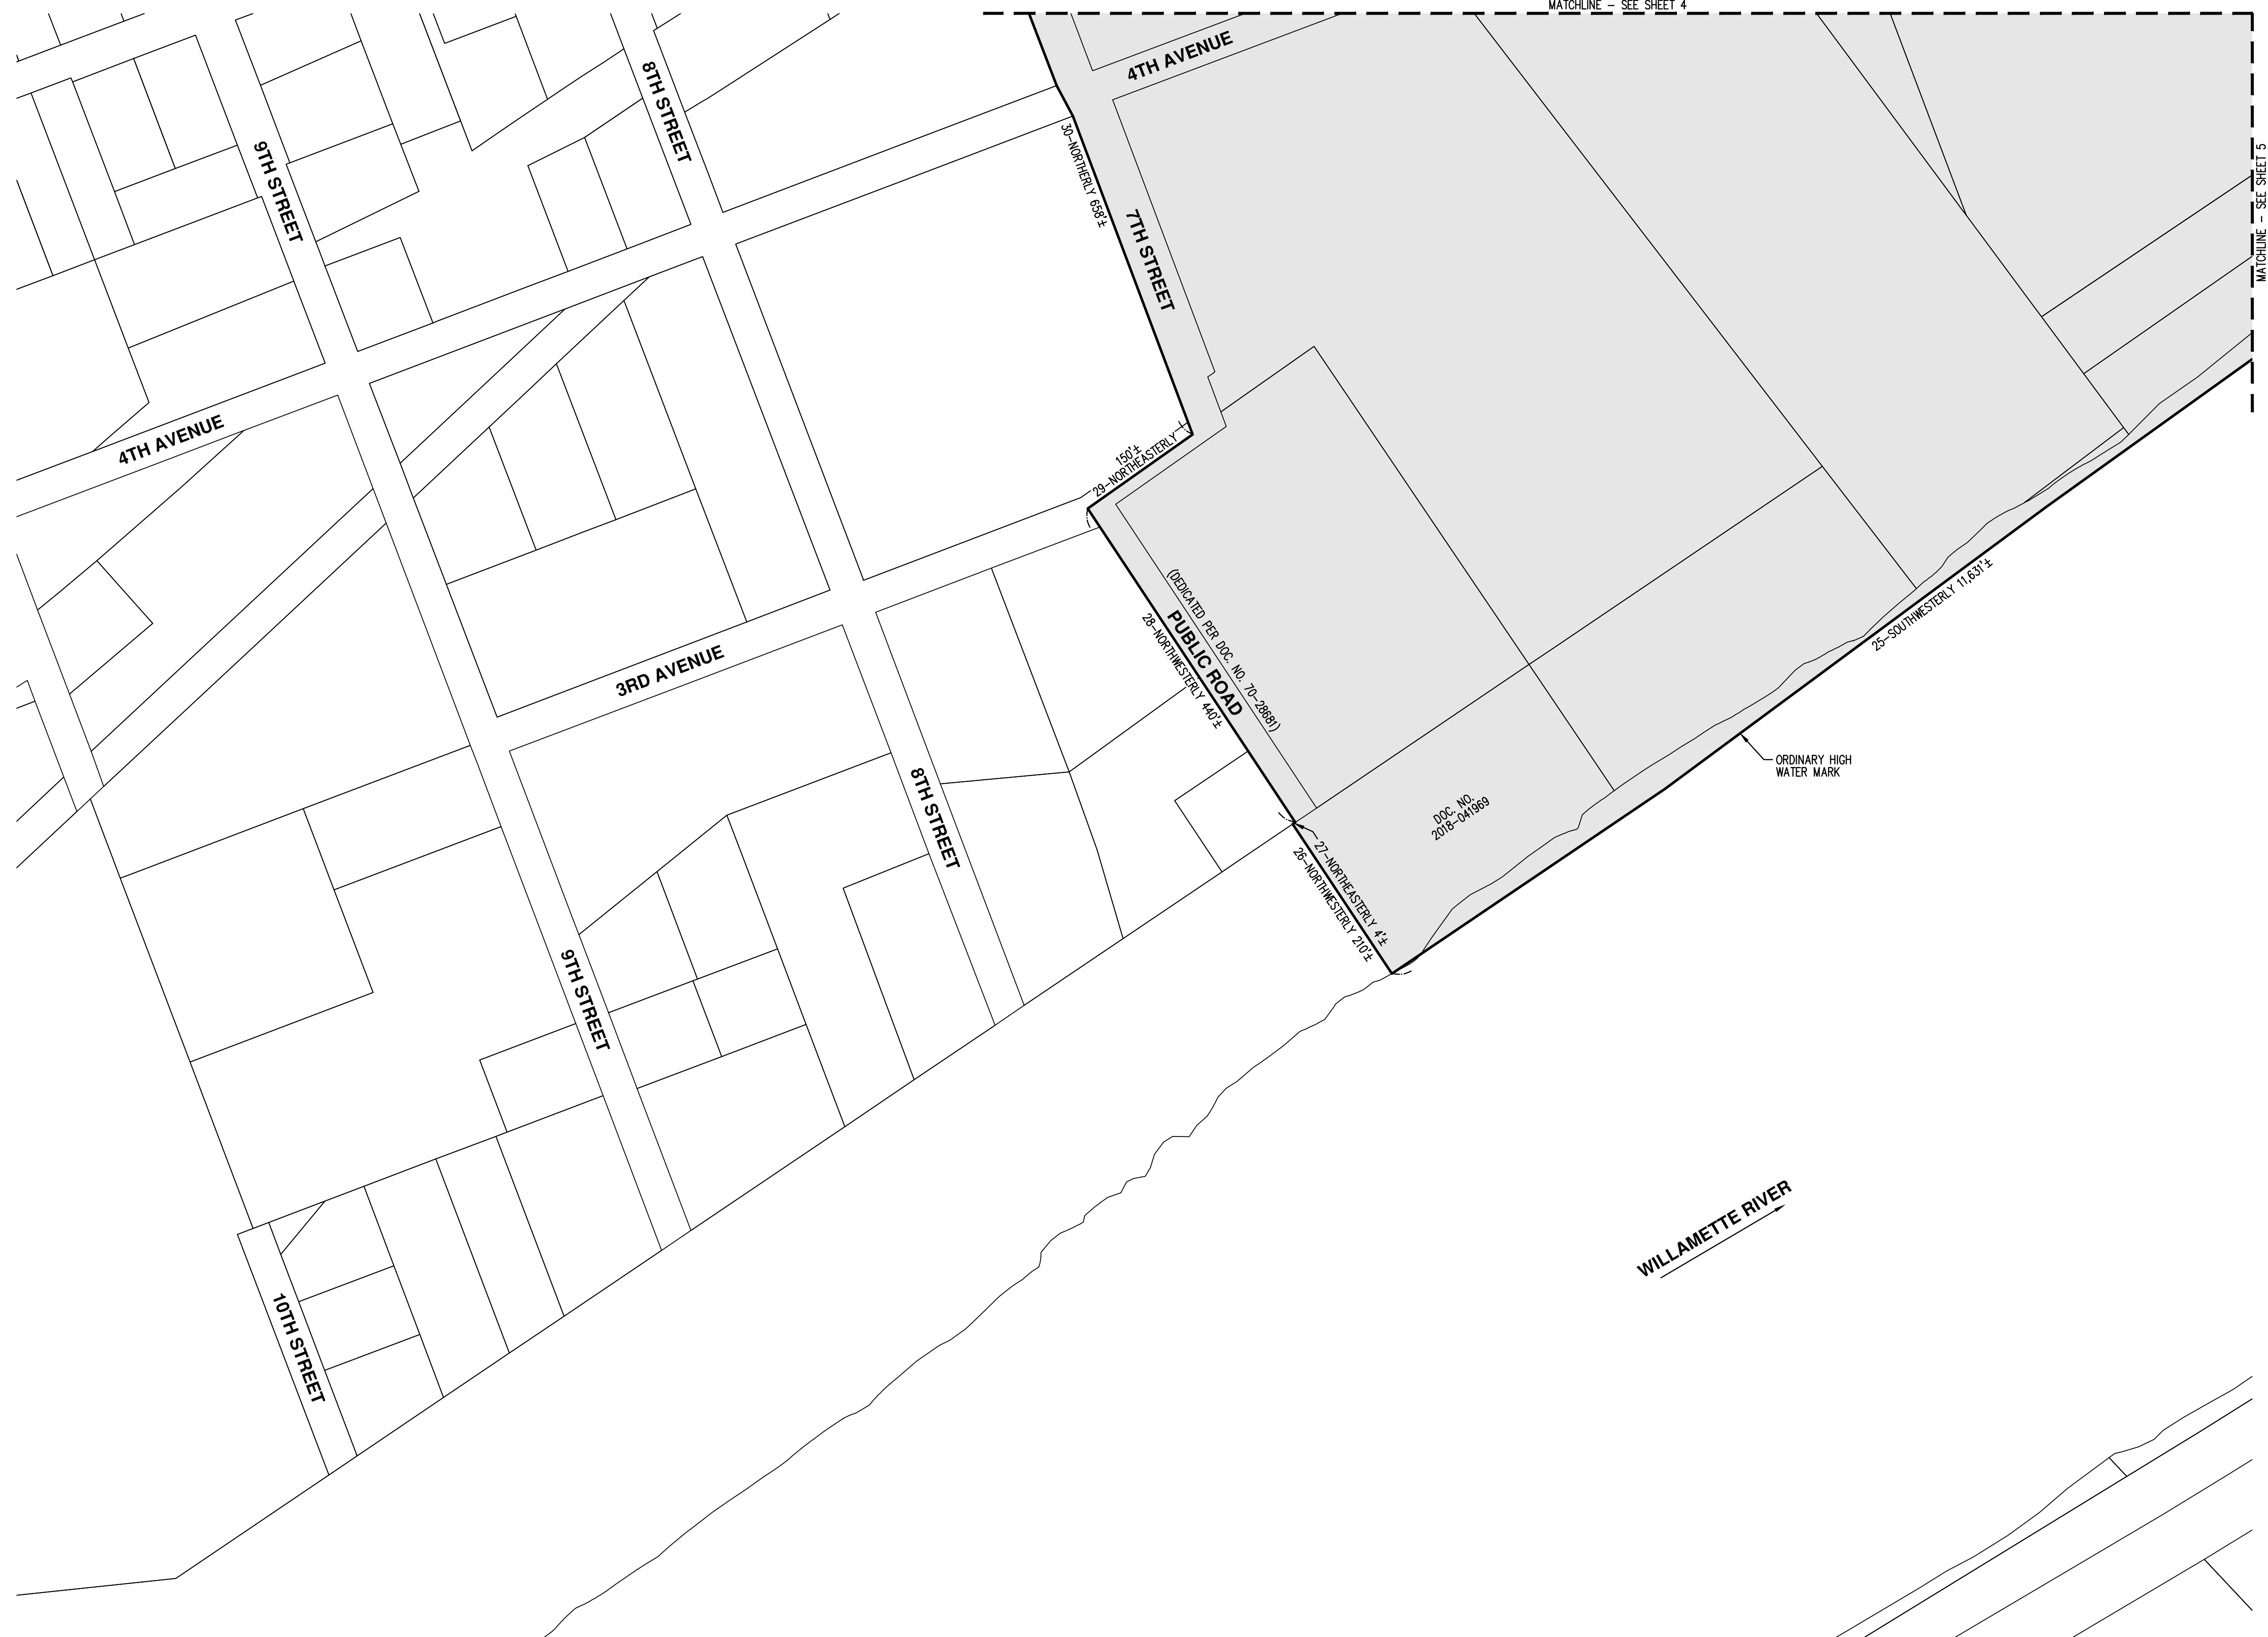 MATCHLINE – SEE SHEET 4
4TH AVENUE
8TH STREET
9TH STREET
30–NORTHERLY 658'±
7TH STREET
MATCHLINE – SEE SHEET 5
4TH AVENUE
150'±
29–NORTHEASTERLY
3RD AVENUE
(DEDICATED PER DOC. NO. 70–28681)
PUBLIC ROAD
28–NORTHWESTERLY 440'±
25–SOUTHWESTERLY 11,631'±
ORDINARY HIGH
WATER MARK
8TH STREET
DOC. NO.
2018–041969
27–NORTHEASTERLY 4'±
26–NORTHWESTERLY 210'±
9TH STREET
WILLAMETTE RIVER
10TH STREET